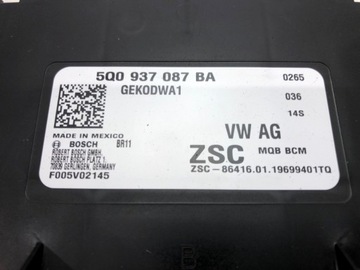 5Q0 937 087 BA 0265
GEKODWA1 036
14S
MADE IN MEXICO VW AG
BOSCH BR11 ZSC MQB BCM
ROBERT BOSCH GMBH,
ROBERT BOSCH PLATZ 1, ZSC-86416.01.19699401TQ
70839 GERLINGEN, GERMANY
F005V02145
B